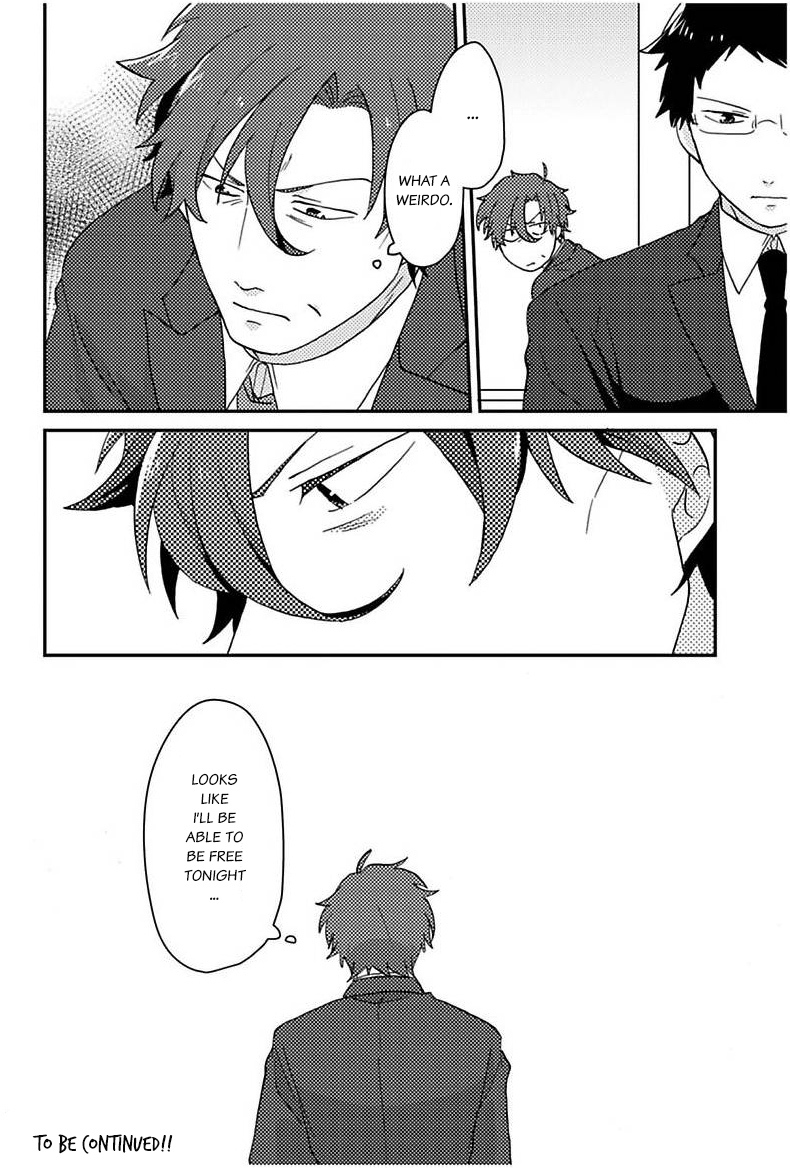 ...
WHAT A
WEIRDO.
LOOKS
LIKE
I'LL BE
ABLE TO
BE FREE
TONIGHT
...
TO BE CONTINUED!!